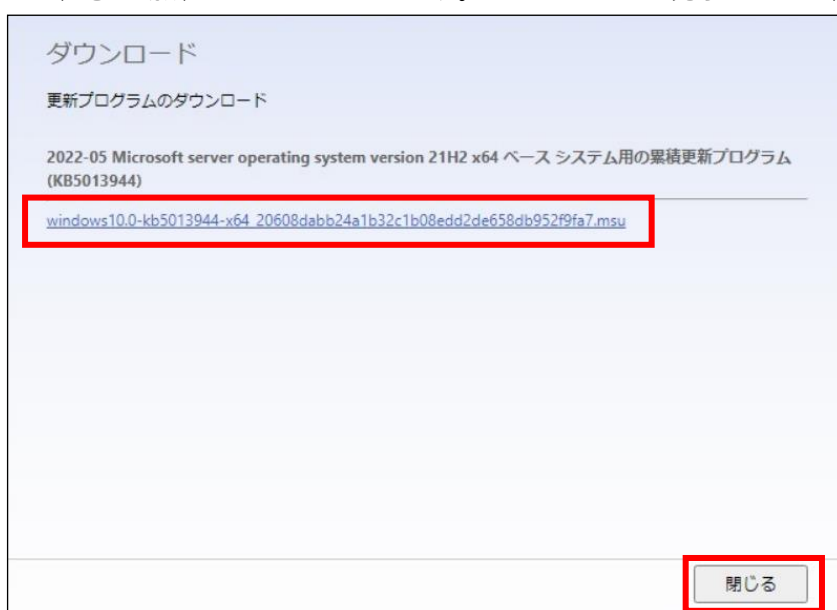 ダウンロード
更新プログラムのダウンロード
2022-05 Microsoft server operating system version 21H2 x64 ベース システム用の累積更新プログラム
(KB5013944)
windows10.0-kb5013944-x64_20608dabb24a1b32c1b08edd2de658db952f9fa7.msu
閉じる